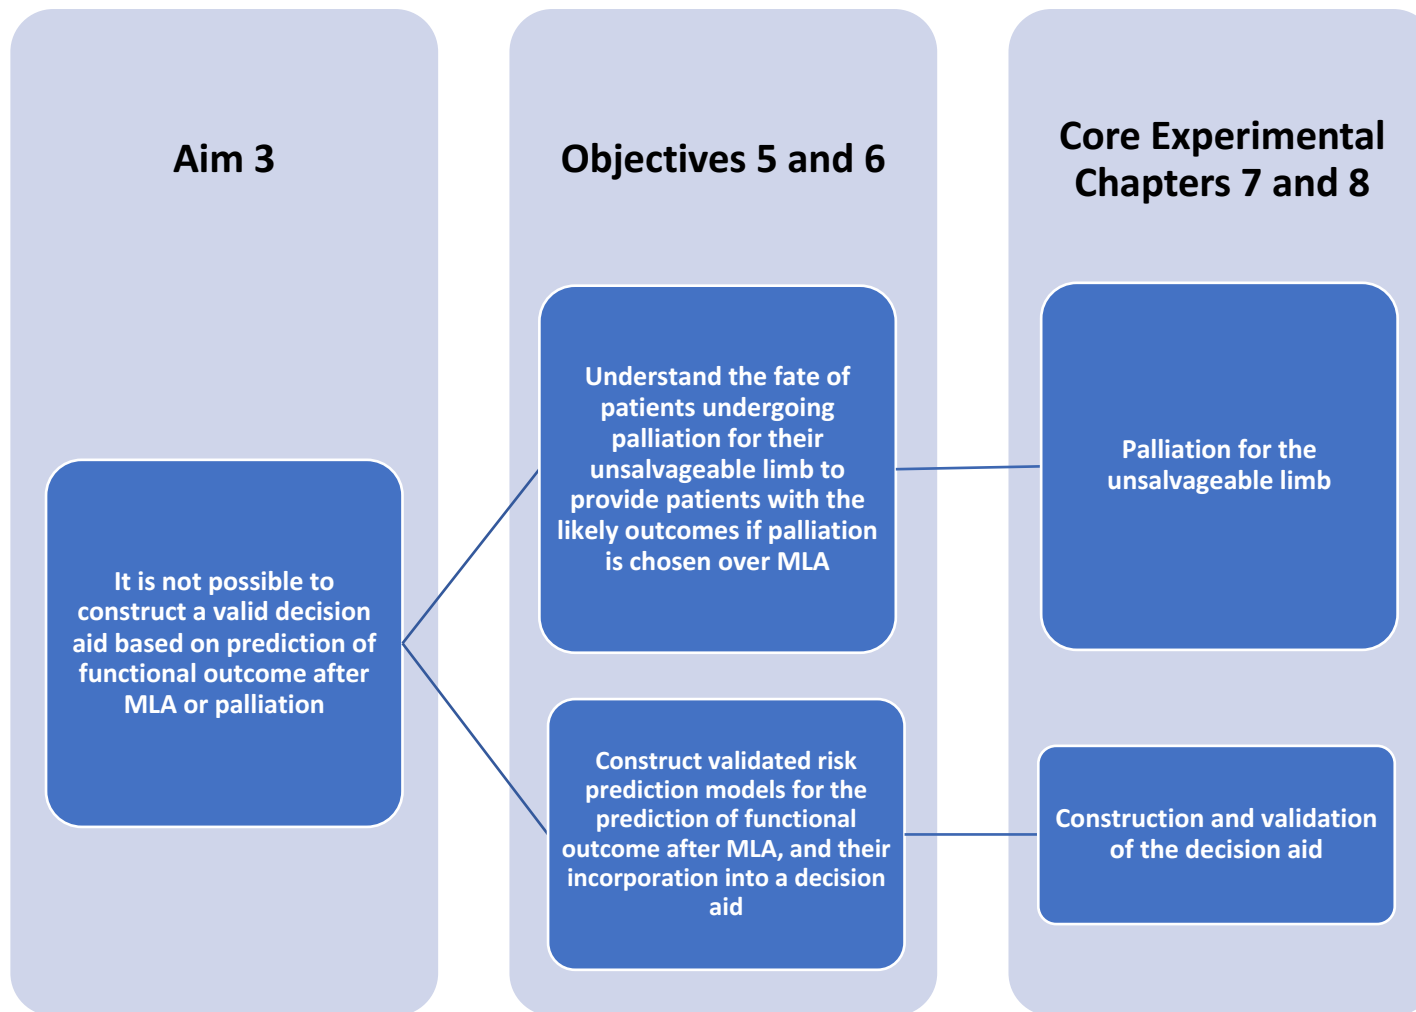 Aim 3
It is not possible to
construct a valid decision
aid based on prediction of
functional outcome after
MLA or palliation
Objectives 5 and 6
Understand the fate of
patients undergoing
palliation for their
unsalvageable limb to
provide patients with the
likely outcomes if palliation
is chosen over MLA
Construct validated risk
prediction models for the
prediction of functional
outcome after MLA, and their
incorporation into a decision
aid
Core Experimental
Chapters 7 and 8
Palliation for the
unsalvageable limb
Construction and validation
of the decision aid